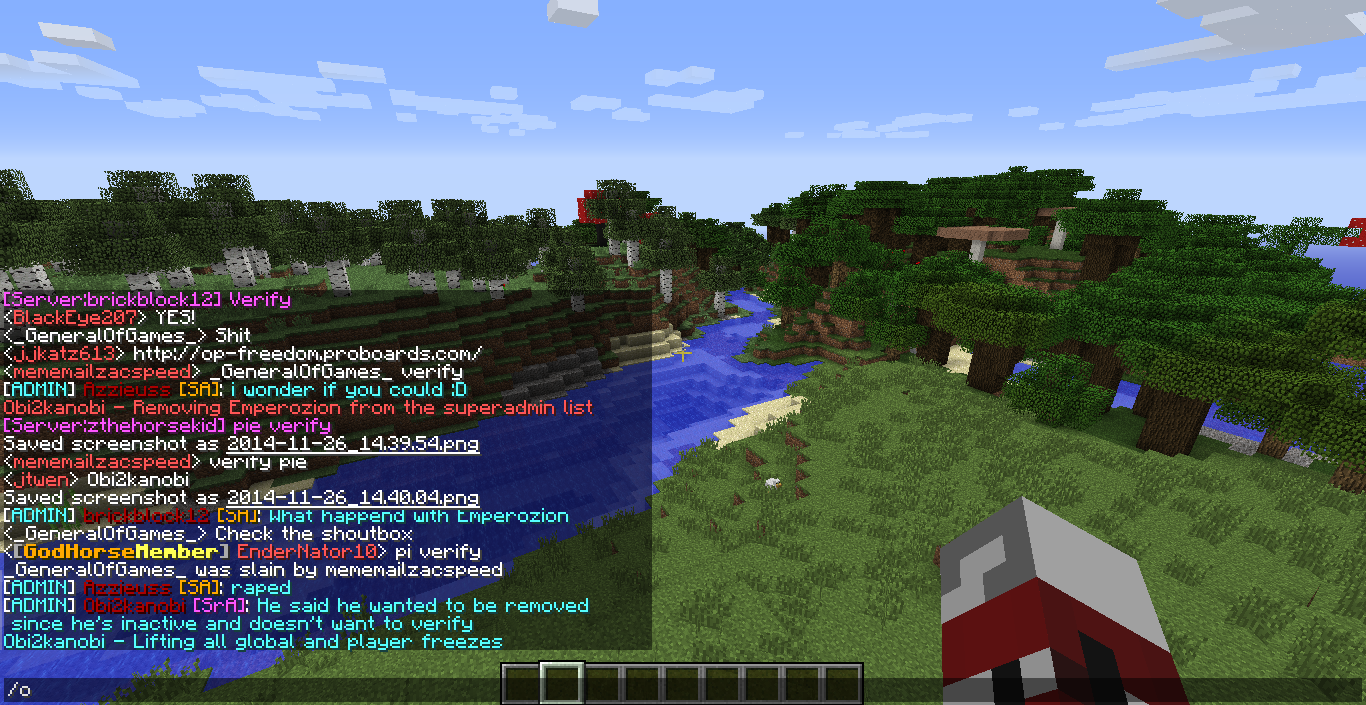 [Server:brickblock12] Verify
<BlackEye207> YES!
<_GeneralOfGames_> Shit
<jjkatz613> http://op-freedom.proboards.com/
<mememailzacspeed> _GeneralOfGames_ verify
[ADMIN] Azzieuss [SA]: i wonder if you could :D
Obi2kanobi - Removing Emperozion from the superadmin list
[Server:zthehorsekid] pie verify
Saved screenshot as 2014-11-26_14.39.54.png
<mememailzacspeed> verify pie
<jtwen> Obi2kanobi
Saved screenshot as 2014-11-26_14.40.04.png
[ADMIN] brickblock12 [SA]: What happend with Emperozion
<_GeneralOfGames_> Check the shoutbox
<[GodHorseMember] EnderNator10> pi verify
_GeneralOfGames_ was slain by mememailzacspeed
[ADMIN] Azzieuss [SA]: raped
[ADMIN] Obi2kanobi [SrA]: He said he wanted to be removed
since he's inactive and doesn't want to verify
Obi2kanobi - Lifting all global and player freezes
/o